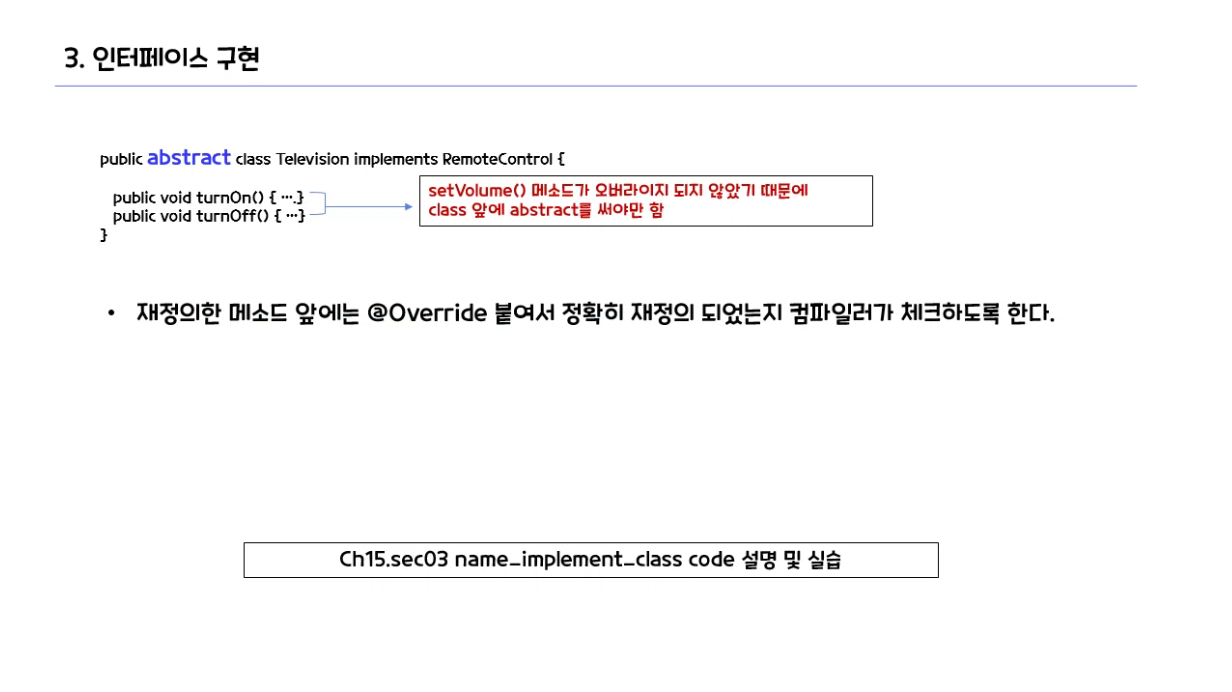 3. 인터페이스 구현
public abstract class Television implements RemoteControl {
public void turnOn() { ….}
public void turnOff() { …}
}
setVolume() 메소드가 오버라이지 되지 않았기 때문에
class 앞에 abstract를 써야만 함
• 재정의한 메소드 앞에는 @Override 붙여서 정확히 재정의 되었는지 컴파일러가 체크하도록 한다.
Ch15.sec03 name_implement_class code 설명 및 실습